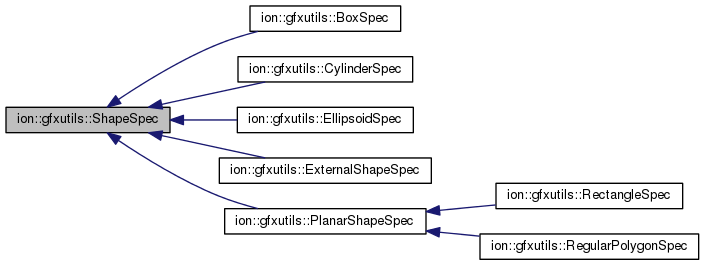 ion::gfxutils::BoxSpec
ion::gfxutils::CylinderSpec
ion::gfxutils::ShapeSpec
ion::gfxutils::EllipsoidSpec
ion::gfxutils::ExternalShapeSpec
ion::gfxutils::RectangleSpec
ion::gfxutils::PlanarShapeSpec
ion::gfxutils::RegularPolygonSpec